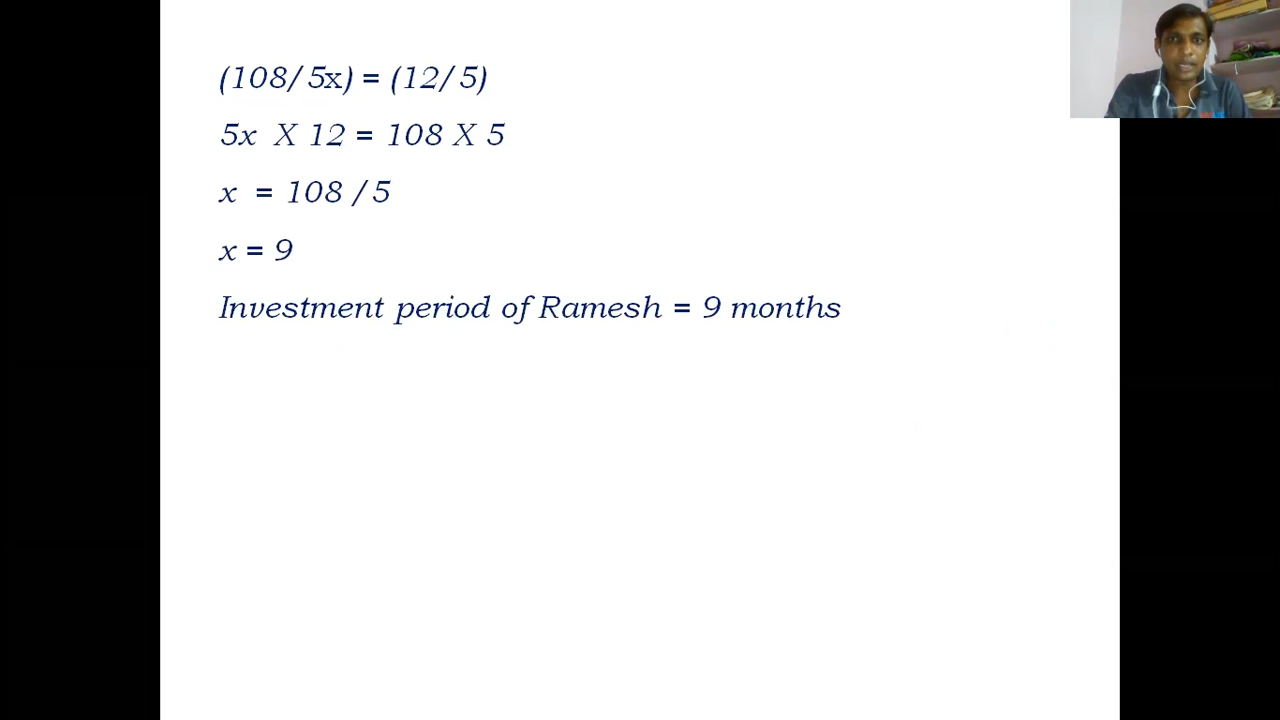 (108/5x) = (12/5)
5x X 12 = 108 X 5
x = 108 /5
x = 9
Investment period of Ramesh = 9 months